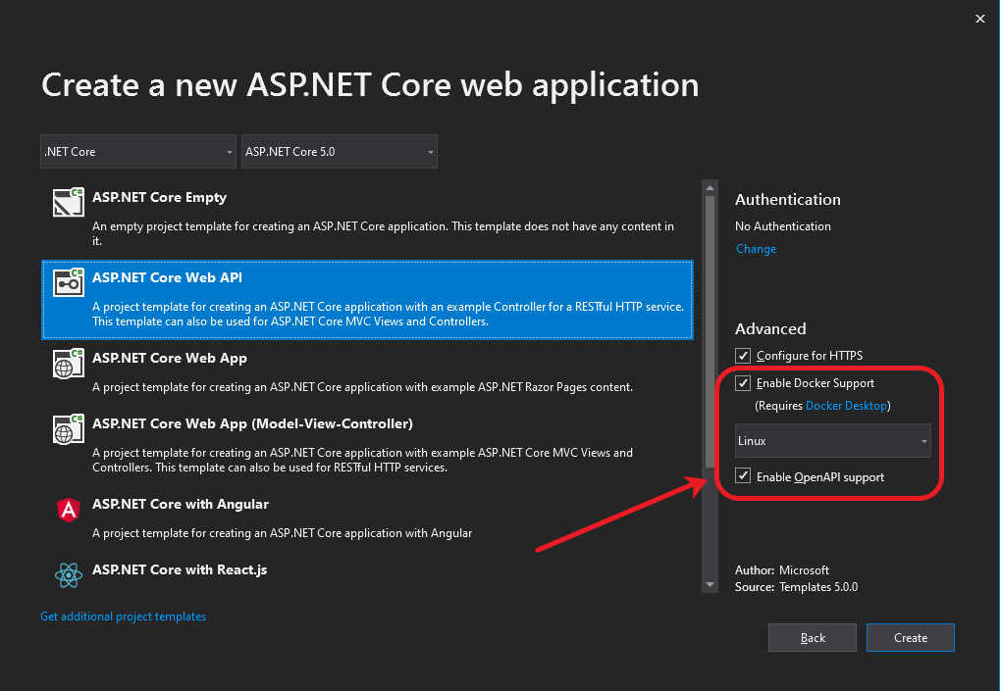 Create a new ASP.NET Core web application
.NET Core
ASP.NET Core 5.0
C#
ASP.NET Core Empty
An empty project template for creating an ASP.NET Core application. This template does not have any content in
it.
C#
ASP.NET Core Web API
A project template for creating an ASP.NET Core application with an example Controller for a RESTful HTTP service.
This template can also be used for ASP.NET Core MVC Views and Controllers.
C#
ASP.NET Core Web App
A project template for creating an ASP.NET Core application with example ASP.NET Razor Pages content.
C#
ASP.NET Core Web App (Model-View-Controller)
A project template for creating an ASP.NET Core application with example ASP.NET Core MVC Views and
Controllers. This template can also be used for RESTful HTTP services.
A
ASP.NET Core with Angular
A project template for creating an ASP.NET Core application with Angular
ASP.NET Core with React.js
Get additional project templates
Authentication
No Authentication
Change
Advanced
Configure for HTTPS
Enable Docker Support
(Requires Docker Desktop)
Linux
Enable OpenAPI support
Author: Microsoft
Source: Templates 5.0.0
Back
Create